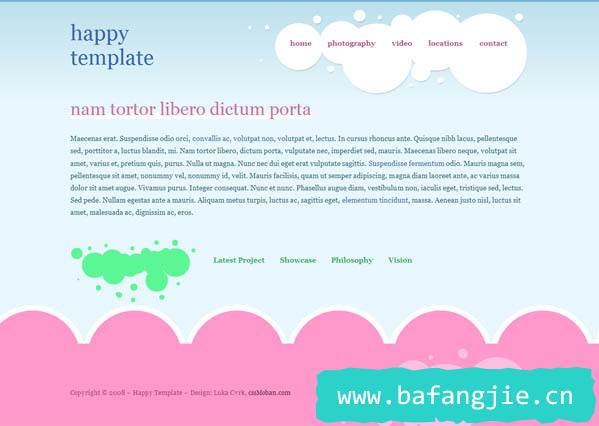 happy
template
home photography video locations contact
nam tortor libero dictum porta
Maecenas erat. Suspendisse odio orci, convallis ac, volutpat non, volutpat et, lectus. In cursus rhoncus ante. Quisque nibh lacus, pellentesque
sed, porttitor a, luctus blandit, mi. Nam tortor libero, dictum porta, vulputate nec, imperdiet sed, mauris. Maecenas libero neque, volutpat sit
amet, varius et, pretium quis, purus. Nulla ut magna. Nunc nec dui eget erat vulputate sagittis. Suspendisse fermentum odio. Mauris magna sem,
pellentesque sit amet, nonummy vel, nonummy id, velit. Mauris facilisis, quam ut semper adipiscing, magna diam laoreet ante, ac varius massa
dolor sit amet augue. Vivamus purus. Integer consequat. Nunc et nunc. Phasellus augue diam, vestibulum non, iaculis eget, tristique sed, lectus.
Sed pede. Nullam egestas ante a mauris. Aliquam metus turpis, luctus ac, sagittis eget, elementum tincidunt, massa. Aenean justo nisl, luctus sit
amet, malesuada ac, dignissim ac, eros.
Latest Project Showcase Philosophy Vision
Copyright © 2008 – Happy Template – Design: Luka Cvrk, cssMoban.com
www.bafangjie.cn